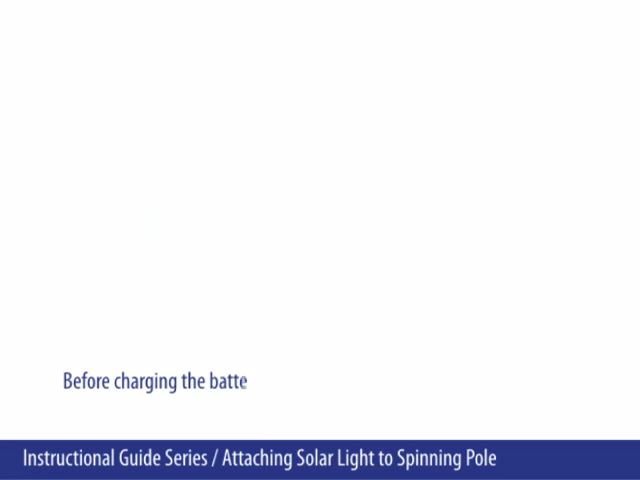 Before charging the batte
Instructional Guide Series / Attaching Solar Light to Spinning Pole